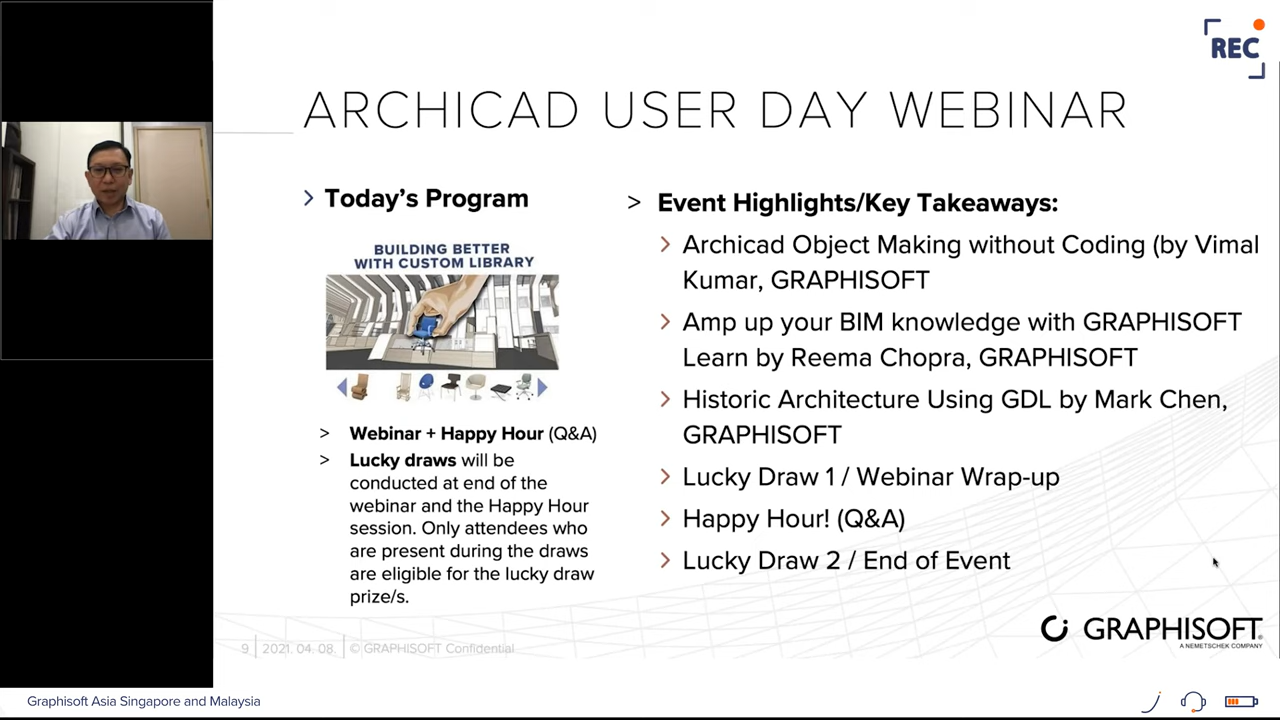 REC
ARCHICAD USER DAY WEBINAR
› Today's Program
BUILDING BETTER
WITH CUSTOM LIBRARY
> Webinar + Happy Hour (Q&A)
> Lucky draws will be
conducted at end of the
webinar and the Happy Hour
session. Only attendees who
are present during the draws
are eligible for the lucky draw
prize/s.
> Event Highlights/Key Takeaways:
› Archicad Object Making without Coding (by Vimal
Kumar, GRAPHISOFT
› Amp up your BIM knowledge with GRAPHISOFT
Learn by Reema Chopra, GRAPHISOFT
› Historic Architecture Using GDL by Mark Chen,
GRAPHISOFT
› Lucky Draw 1 / Webinar Wrap-up
› Happy Hour! (Q&A)
› Lucky Draw 2 / End of Event
9 | 2021. 04. 08. | © GRAPHISOFT Confidential
GRAPHISOFT®
A NEMETSCHEK COMPANY
Graphisoft Asia Singapore and Malaysia